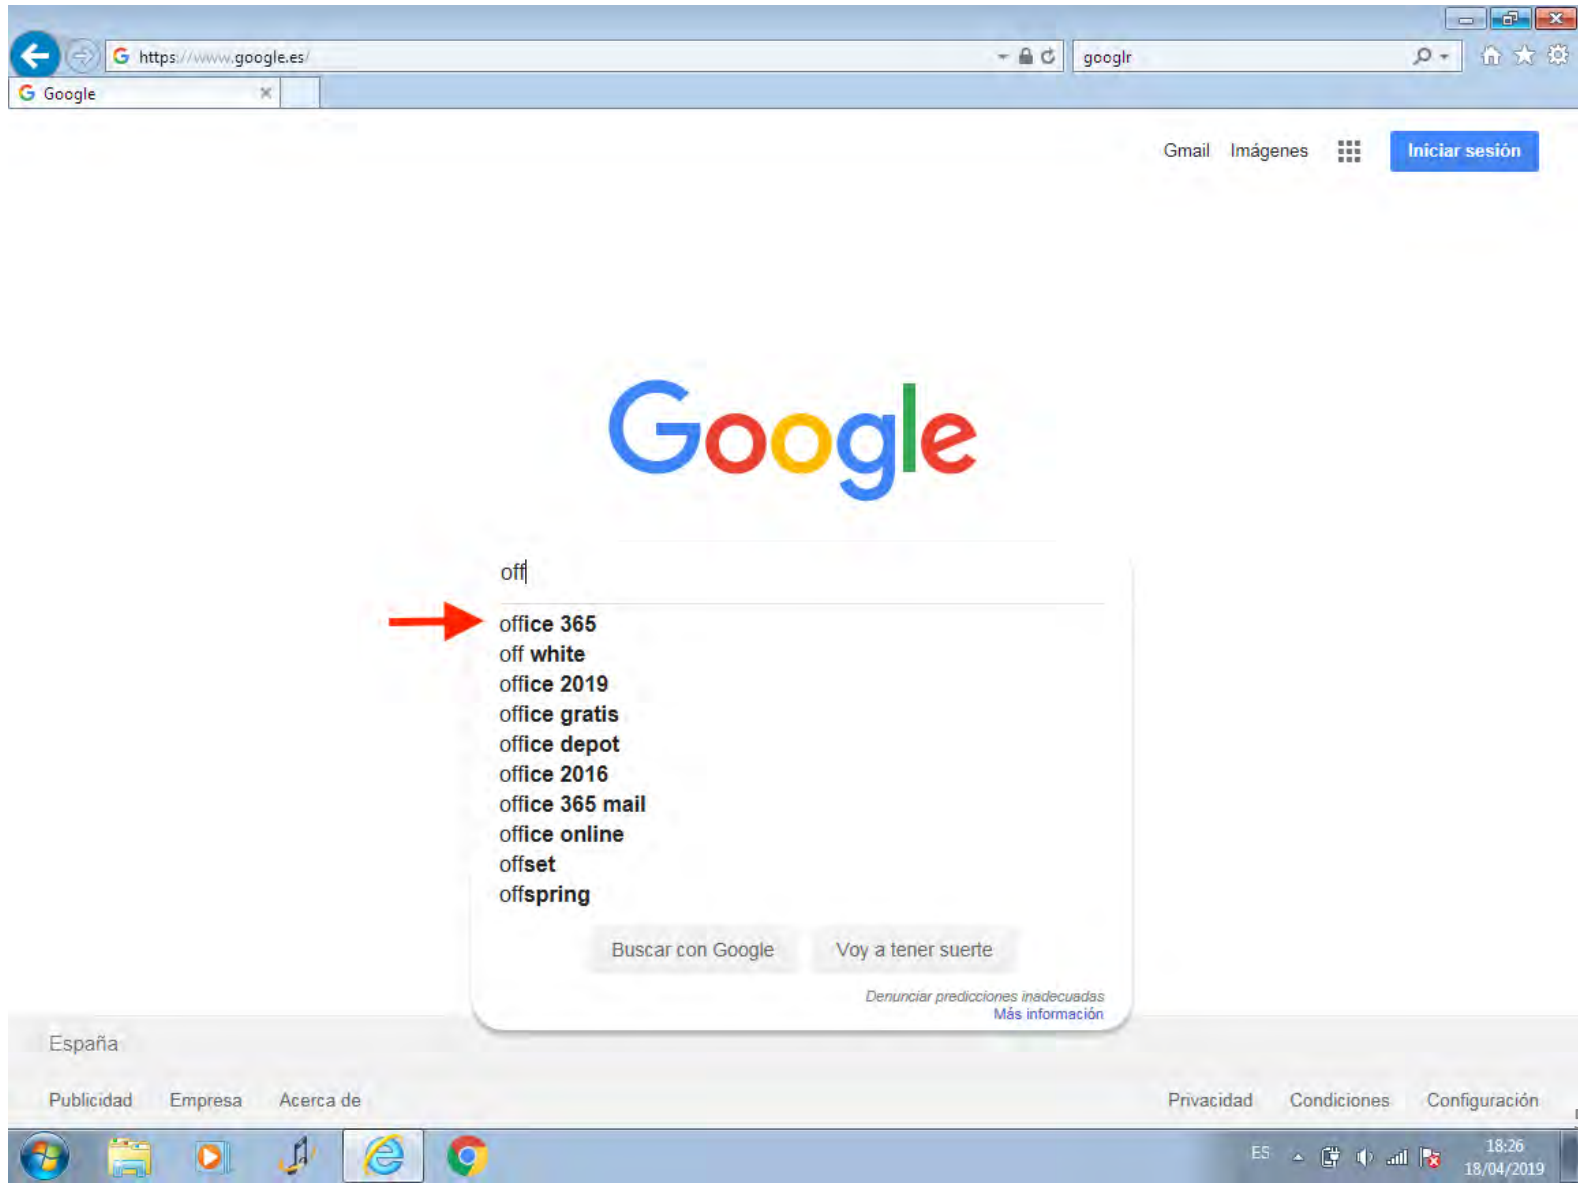 https://www.google.es/
googlr
Google
Gmail Imágenes Iniciar sesión
Google
off
office 365
off white
office 2019
office gratis
office depot
office 2016
office 365 mail
office online
offset
offspring
Buscar con Google Voy a tener suerte
Denunciar predicciones inadecuadas
Más información
España
Publicidad Empresa Acerca de Privacidad Condiciones Configuración
ES 18:26
18/04/2019